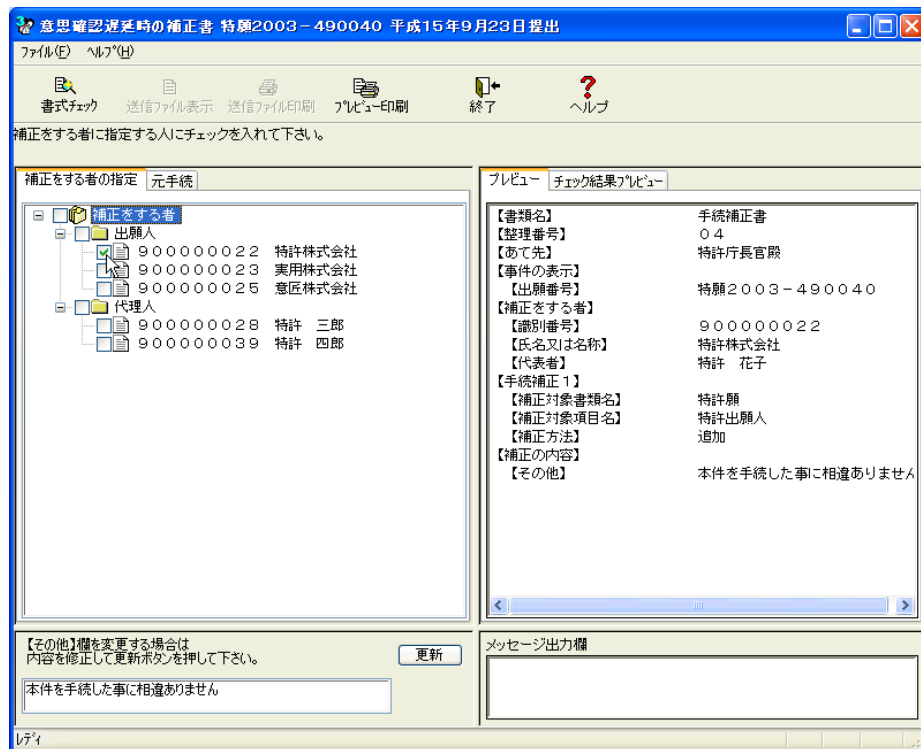 意思確認遅延時の補正書 特願2003－490040 平成15年9月23日提出
ファイル(F) ヘルプ(H)
書式チェック 送信ファイル表示 送信ファイル印刷 プレビュー印刷 終了 ヘルプ
補正をする者に指定する人にチェックを入れて下さい。
補正をする者の指定 元手続
補正をする者
出願人
９０００００００２２ 特許株式会社
９０００００００２３ 実用株式会社
９０００００００２５ 意匠株式会社
代理人
９０００００００２８ 特許　三郎
９０００００００３９ 特許　四郎
プレビュー チェック結果プレビュー
【書類名】 手続補正書
【整理番号】 ０４
【あて先】 特許庁長官殿
【事件の表示】
【出願番号】 特願２００３－４９００４０
【補正をする者】
【識別番号】 ９０００００００２２
【氏名又は名称】 特許株式会社
【代表者】 特許　花子
【手続補正１】
【補正対象書類名】 特許願
【補正対象項目名】 特許出願人
【補正方法】 追加
【補正の内容】
【その他】 本件を手続した事に相違ありません
【その他】欄を変更する場合は
内容を修正して更新ボタンを押して下さい。
更新
本件を手続した事に相違ありません
メッセージ出力欄
レディ